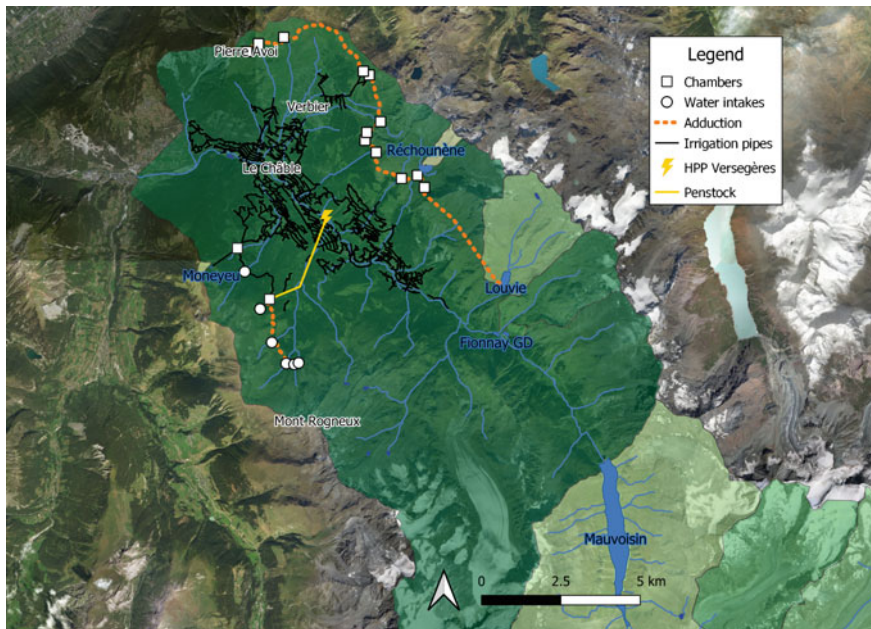 Legend
Chambers
Water intakes
Adduction
Irrigation pipes
HPP Versegères
Penstock
Pierre Avoi
Verbier
Réchounène
Le Châble
Moneyeu
Louvie
Fionnay GD
Mont Rogneux
Mauvoisin
0 2.5 5 km